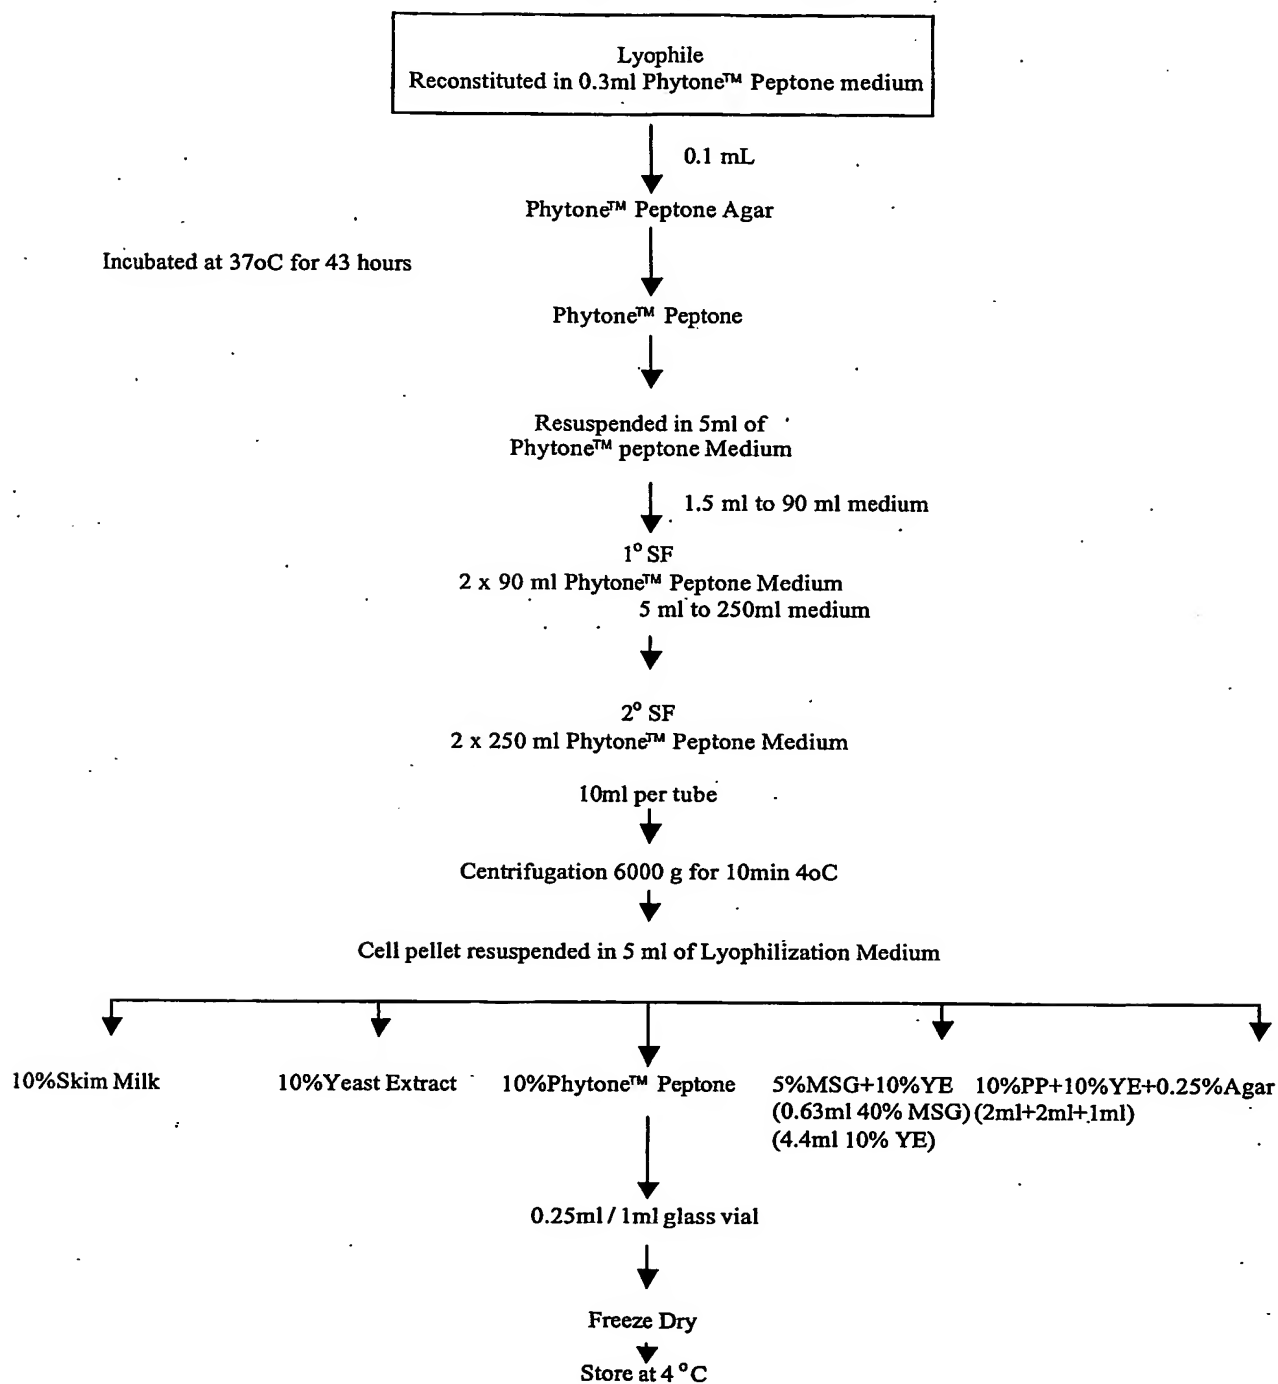 Lyophile
Reconstituted in 0.3ml Phytone™ Peptone medium
0.1 mL
Phytone™ Peptone Agar
Incubated at 37oC for 43 hours
Phytone™ Peptone
Resuspended in 5ml of
Phytone™ peptone Medium
1.5 ml to 90 ml medium
1° SF
2 x 90 ml Phytone™ Peptone Medium
5 ml to 250ml medium
2° SF
2 x 250 ml Phytone™ Peptone Medium
10ml per tube
Centrifugation 6000 g for 10min 4oC
Cell pellet resuspended in 5 ml of Lyophilization Medium
10%Skim Milk
10%Yeast Extract
10%Phytone™ Peptone
5%MSG+10%YE
(0.63ml 40% MSG)
(4.4ml 10% YE)
10%PP+10%YE+0.25%Agar
(2ml+2ml+1ml)
0.25ml / 1ml glass vial
Freeze Dry
Store at 4 °C